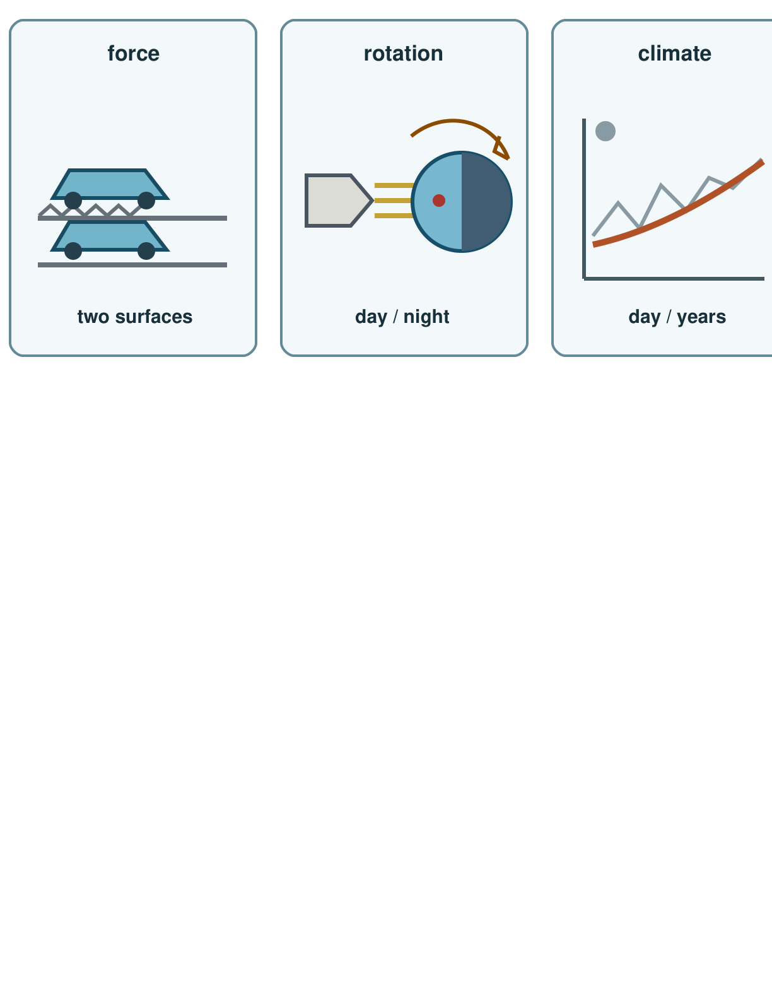 force
two surfaces
rotation
day / night
climate
day / years